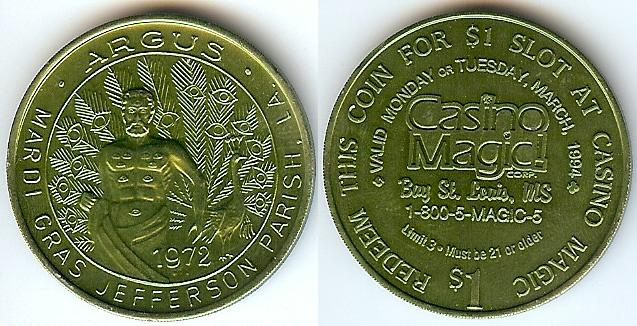 · ARGUS ·
MARDI GRAS JEFFERSON PARISH, LA.
1972
REDEEM THIS COIN FOR $1 SLOT AT CASINO MAGIC
VALID MONDAY OR TUESDAY, MARCH, 1994
Casino
Magic!
CORP.
Bay St. Louis, MS
1-800-5-MAGIC-5
Limit 3 · Must be 21 or older
$1